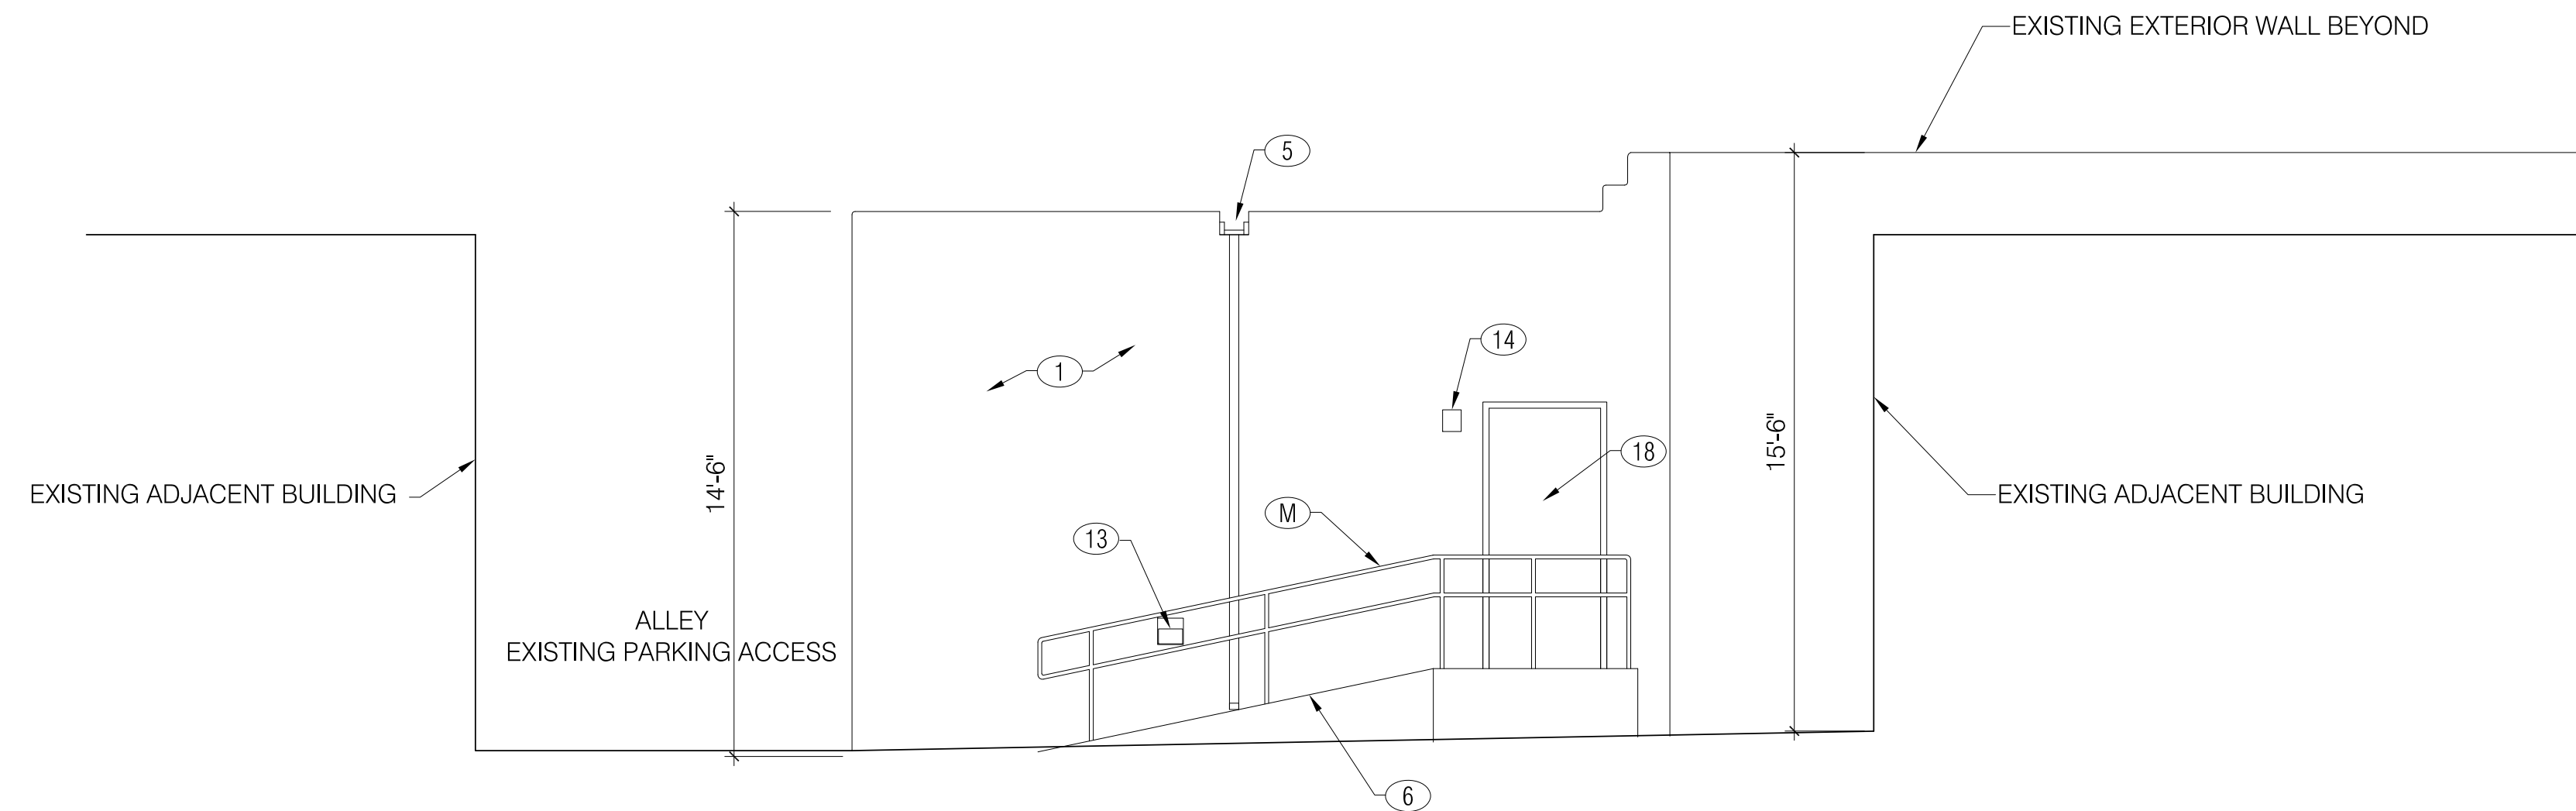 EXISTING EXTERIOR WALL BEYOND
5
14
1
18
15'-6"
14'-6"
EXISTING ADJACENT BUILDING
EXISTING ADJACENT BUILDING
M
13
ALLEY
EXISTING PARKING ACCESS
6